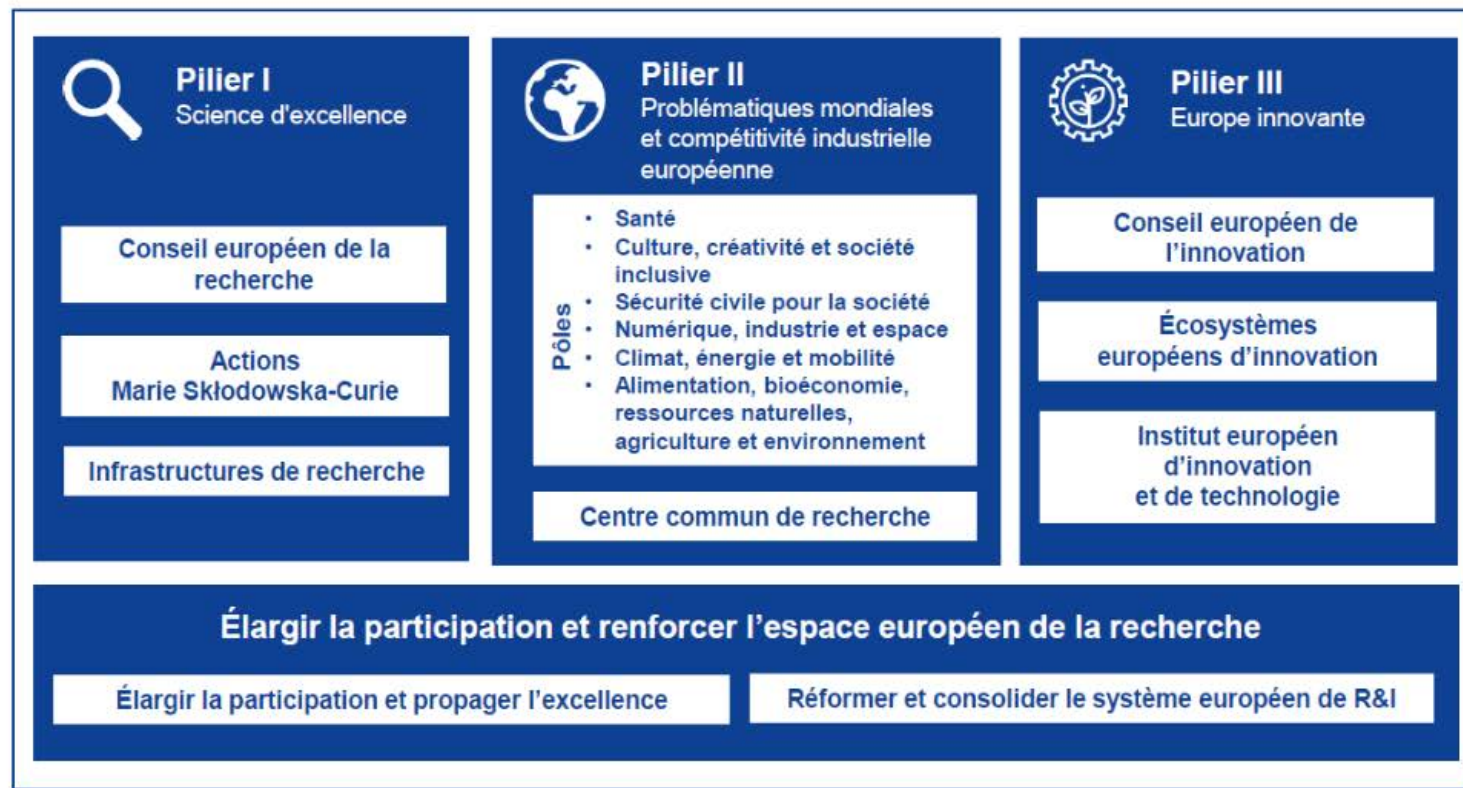 Pilier I
Science d'excellence
Conseil européen de la
recherche
Actions
Marie Skłodowska-Curie
Infrastructures de recherche
Pilier II
Problématiques mondiales
et compétitivité industrielle
européenne
Pôles
• Santé
• Culture, créativité et société
inclusive
• Sécurité civile pour la société
• Numérique, industrie et espace
• Climat, énergie et mobilité
• Alimentation, bioéconomie,
ressources naturelles,
agriculture et environnement
Centre commun de recherche
Pilier III
Europe innovante
Conseil européen de
l’innovation
Écosystèmes
européens d’innovation
Institut européen
d’innovation
et de technologie
Élargir la participation et renforcer l’espace européen de la recherche
Élargir la participation et propager l’excellence
Réformer et consolider le système européen de R&I